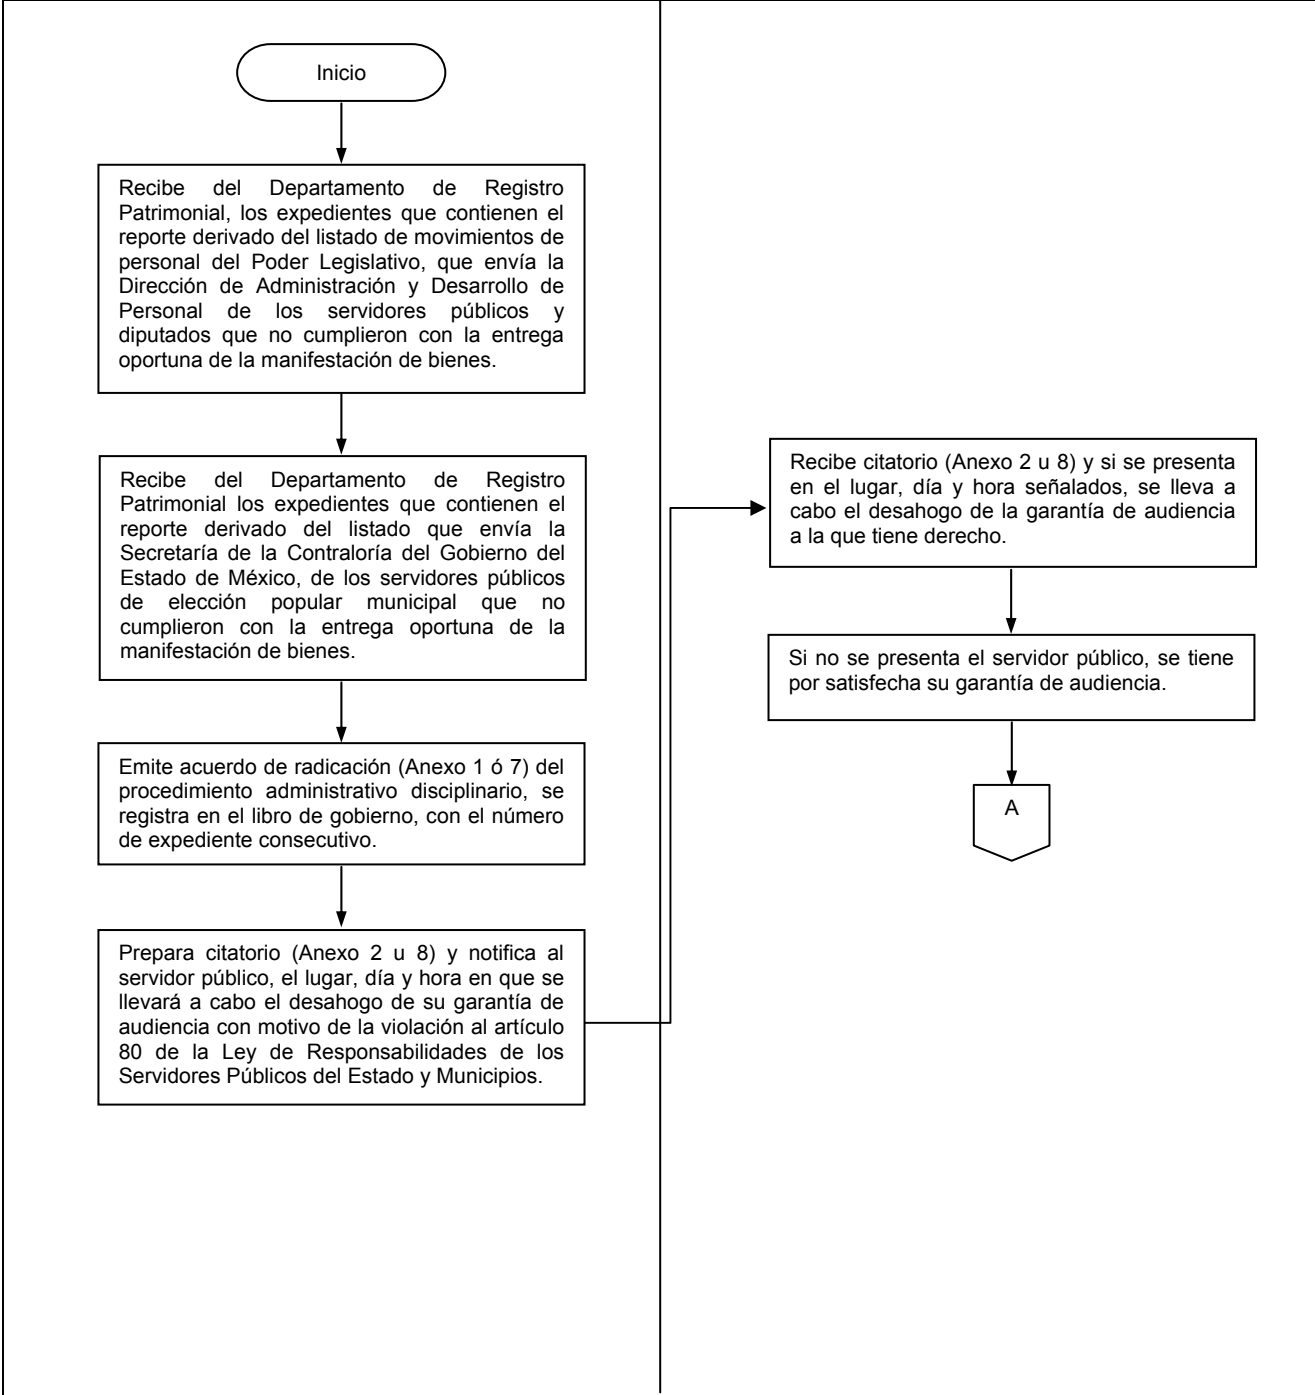 Inicio
Recibe del Departamento de Registro
Patrimonial, los expedientes que contienen el
reporte derivado del listado de movimientos de
personal del Poder Legislativo, que envía la
Dirección de Administración y Desarrollo de
Personal de los servidores públicos y
diputados que no cumplieron con la entrega
oportuna de la manifestación de bienes.
Recibe del Departamento de Registro
Patrimonial los expedientes que contienen el
reporte derivado del listado que envía la
Secretaría de la Contraloría del Gobierno del
Estado de México, de los servidores públicos
de elección popular municipal que no
cumplieron con la entrega oportuna de la
manifestación de bienes.
Emite acuerdo de radicación (Anexo 1 ó 7) del
procedimiento administrativo disciplinario, se
registra en el libro de gobierno, con el número
de expediente consecutivo.
Prepara citatorio (Anexo 2 u 8) y notifica al
servidor público, el lugar, día y hora en que se
llevará a cabo el desahogo de su garantía de
audiencia con motivo de la violación al artículo
80 de la Ley de Responsabilidades de los
Servidores Públicos del Estado y Municipios.
Recibe citatorio (Anexo 2 u 8) y si se presenta
en el lugar, día y hora señalados, se lleva a
cabo el desahogo de la garantía de audiencia
a la que tiene derecho.
Si no se presenta el servidor público, se tiene
por satisfecha su garantía de audiencia.
A